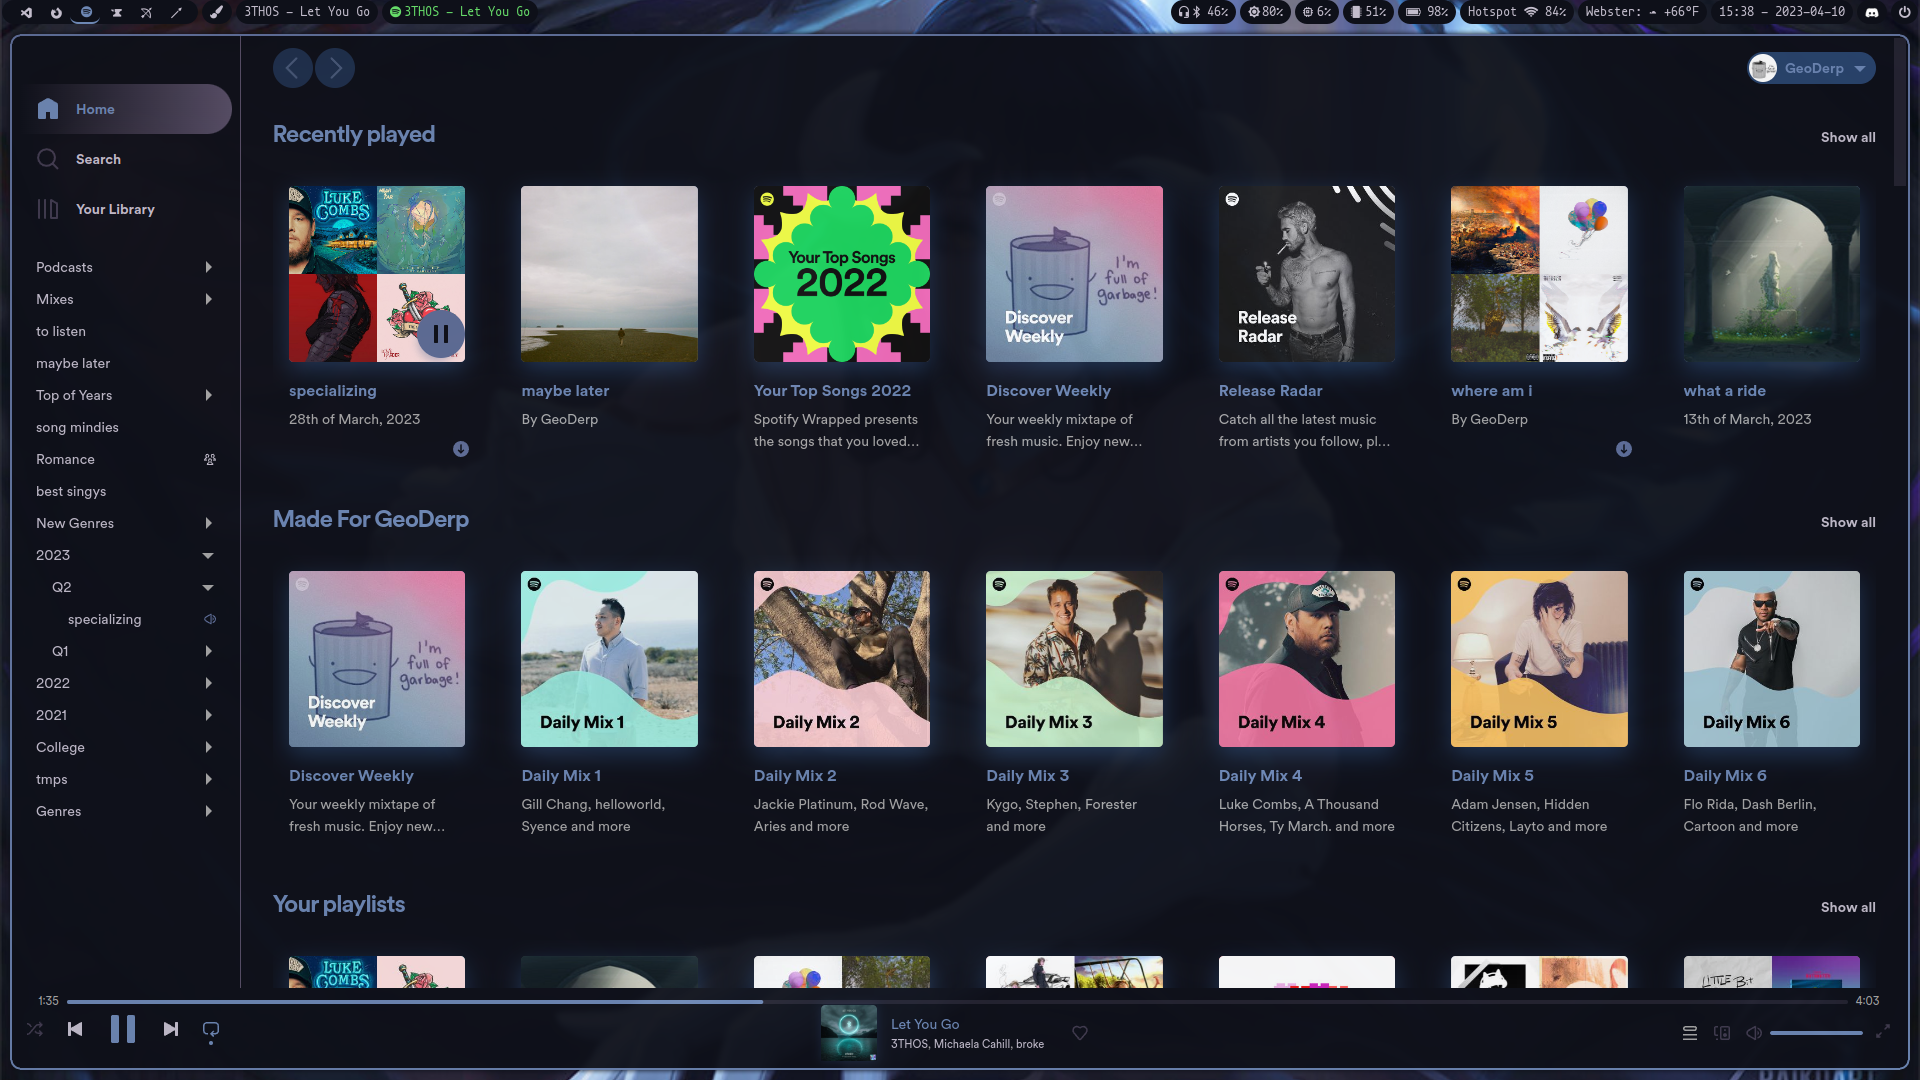 3THOS – Let You Go
3THOS – Let You Go
46%
80%
6%
51%
98%
Hotspot 84%
Webster: +66°F
15:38 – 2023-04-10
GeoDerp
Home
Search
Your Library
Podcasts
Mixes
to listen
maybe later
Top of Years
song mindies
Romance
best singys
New Genres
2023
Q2
specializing
Q1
2022
2021
College
tmps
Genres
Recently played
Show all
LUKE
COMBS
Your Top Songs
2022
I'm
full of
garbage!
Discover
Weekly
Release
Radar
specializing
28th of March, 2023
maybe later
By GeoDerp
Your Top Songs 2022
Spotify Wrapped presents
the songs that you loved...
Discover Weekly
Your weekly mixtape of
fresh music. Enjoy new...
Release Radar
Catch all the latest music
from artists you follow, pl...
where am i
By GeoDerp
what a ride
13th of March, 2023
Made For GeoDerp
Show all
I'm
full of
garbage!
Discover
Weekly
Daily Mix 1
Daily Mix 2
Daily Mix 3
Daily Mix 4
Daily Mix 5
Daily Mix 6
Discover Weekly
Your weekly mixtape of
fresh music. Enjoy new...
Daily Mix 1
Gill Chang, helloworld,
Syence and more
Daily Mix 2
Jackie Platinum, Rod Wave,
Aries and more
Daily Mix 3
Kygo, Stephen, Forester
and more
Daily Mix 4
Luke Combs, A Thousand
Horses, Ty March. and more
Daily Mix 5
Adam Jensen, Hidden
Citizens, Layto and more
Daily Mix 6
Flo Rida, Dash Berlin,
Cartoon and more
Your playlists
Show all
LUKE
COMBS
LITTLE Bit
1:35
4:03
Let You Go
3THOS, Michaela Cahill, broke